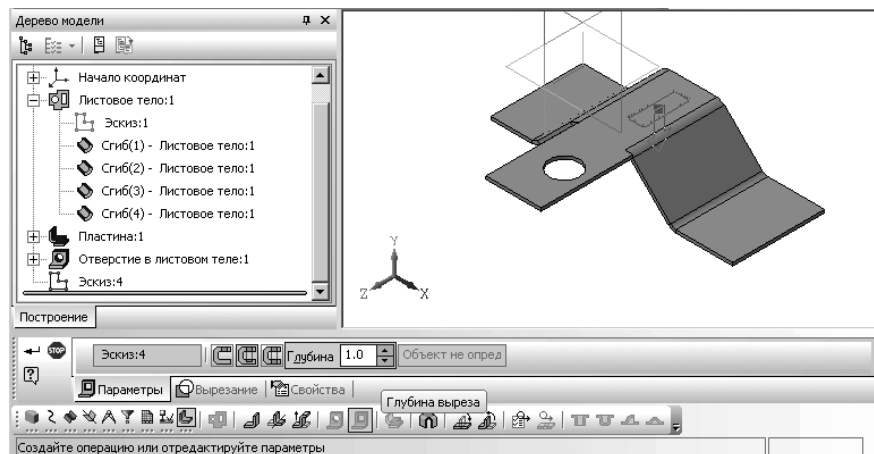 Дерево модели
Начало координат
Листовое тело:1
Эскиз:1
Сгиб(1) - Листовое тело:1
Сгиб(2) - Листовое тело:1
Сгиб(3) - Листовое тело:1
Сгиб(4) - Листовое тело:1
Пластина:1
Отверстие в листовом теле:1
Эскиз:4
Построение
Y
Z
X
STOP Эскиз:4 Глубина 1.0 Объект не опред
Параметры Вырезание Свойства
Глубина выреза
Создайте операцию или отредактируйте параметры